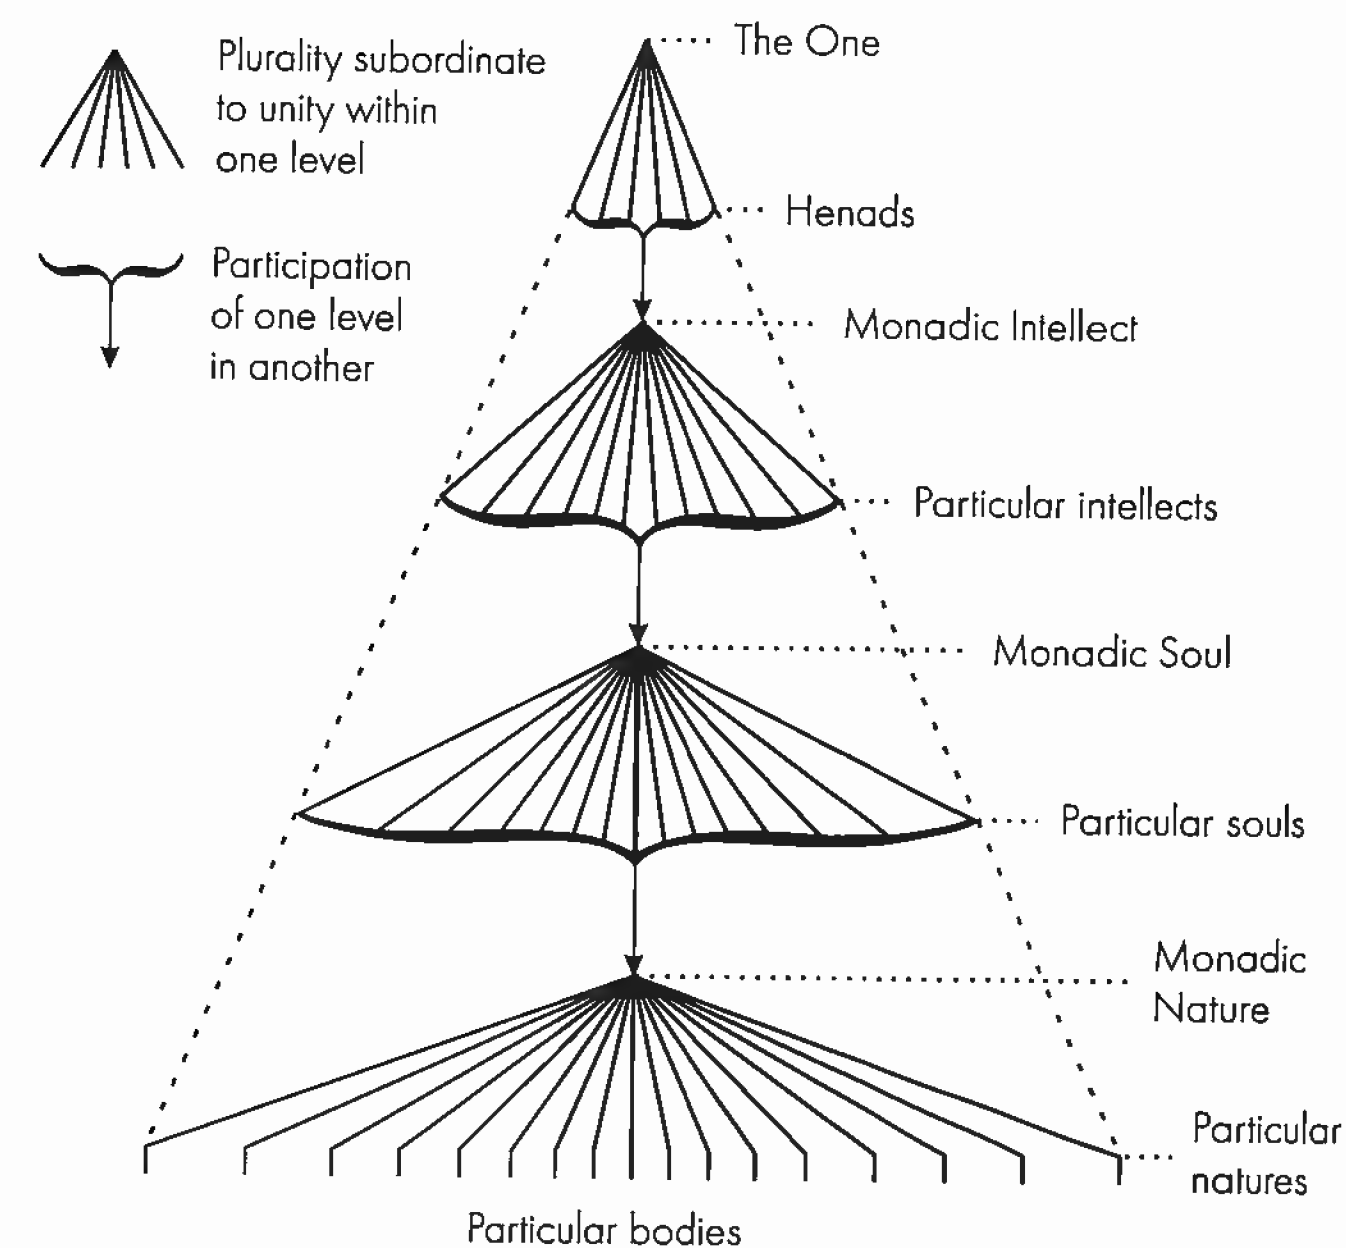 Plurality subordinate
to unity within
one level
Participation
of one level
in another
The One
Henads
Monadic Intellect
Particular intellects
Monadic Soul
Particular souls
Monadic
Nature
Particular
natures
Particular bodies